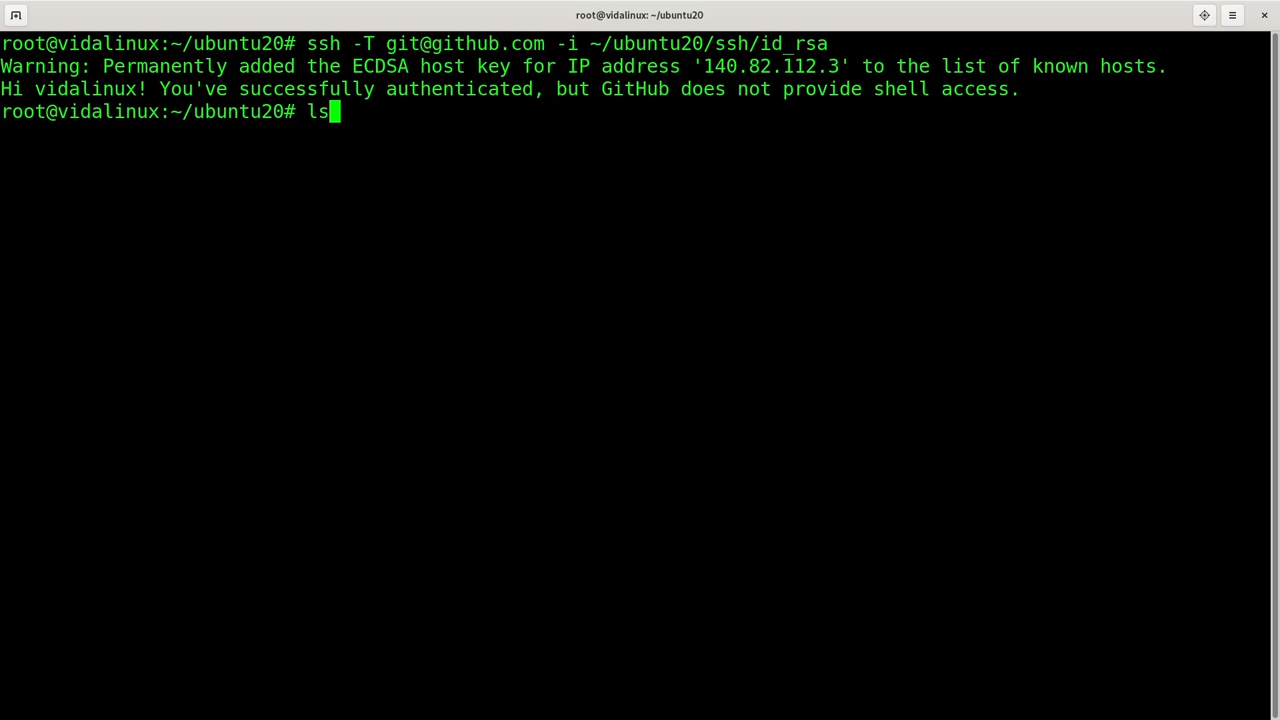 root@vidalinux: ~/ubuntu20
root@vidalinux:~/ubuntu20# ssh -T git@github.com -i ~/ubuntu20/ssh/id_rsa
Warning: Permanently added the ECDSA host key for IP address '140.82.112.3' to the list of known hosts.
Hi vidalinux! You've successfully authenticated, but GitHub does not provide shell access.
root@vidalinux:~/ubuntu20# ls